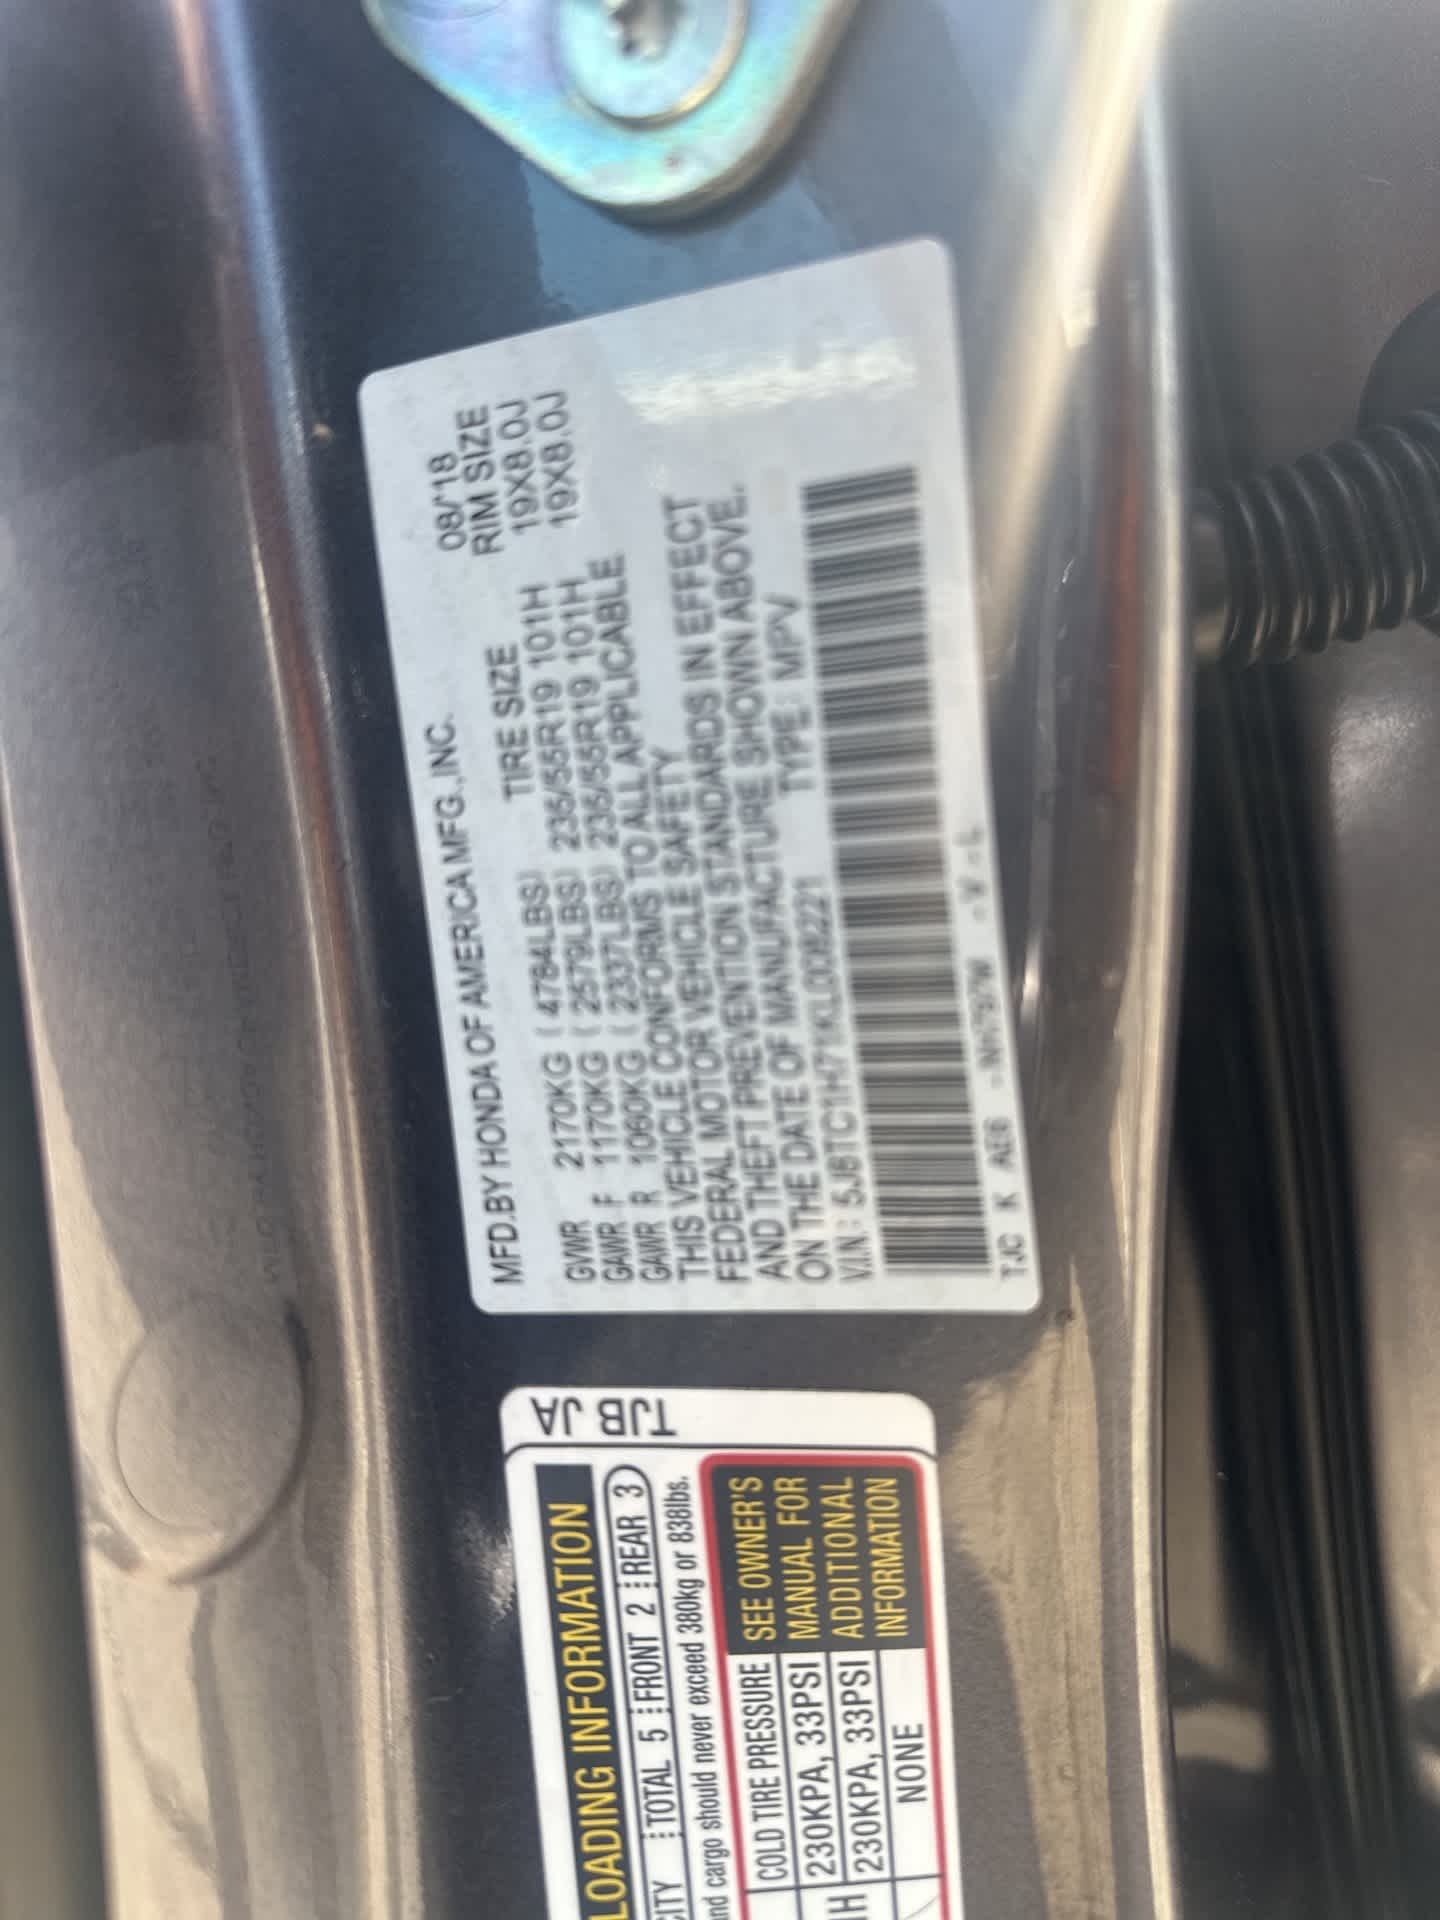 MFD.BY HONDA OF AMERICA MFG.,INC. 08/'18
TIRE SIZE RIM SIZE
GVWR 2170KG ( 4784LBS) 235/55R19 101H 19X8.0J
GAWR F 1170KG ( 2579LBS) 235/55R19 101H 19X8.0J
GAWR R 1060KG ( 2337LBS) TO ALL APPLICABLE
THIS VEHICLE CONFORMS
FEDERAL MOTOR VEHICLE SAFETY
AND THEFT PREVENTION STANDARDS IN EFFECT
ON THE DATE OF MANUFACTURE SHOWN ABOVE.
V.I.N: TYPE: MPV
TJC K
TJB JA
LOADING INFORMATION
TOTAL 5 FRONT 2 REAR 3
cargo should never exceed 380kg or 838lbs.
COLD TIRE PRESSURE
230KPA, 33PSI
230KPA, 33PSI
NONE
SEE OWNER'S
MANUAL FOR
ADDITIONAL
INFORMATION